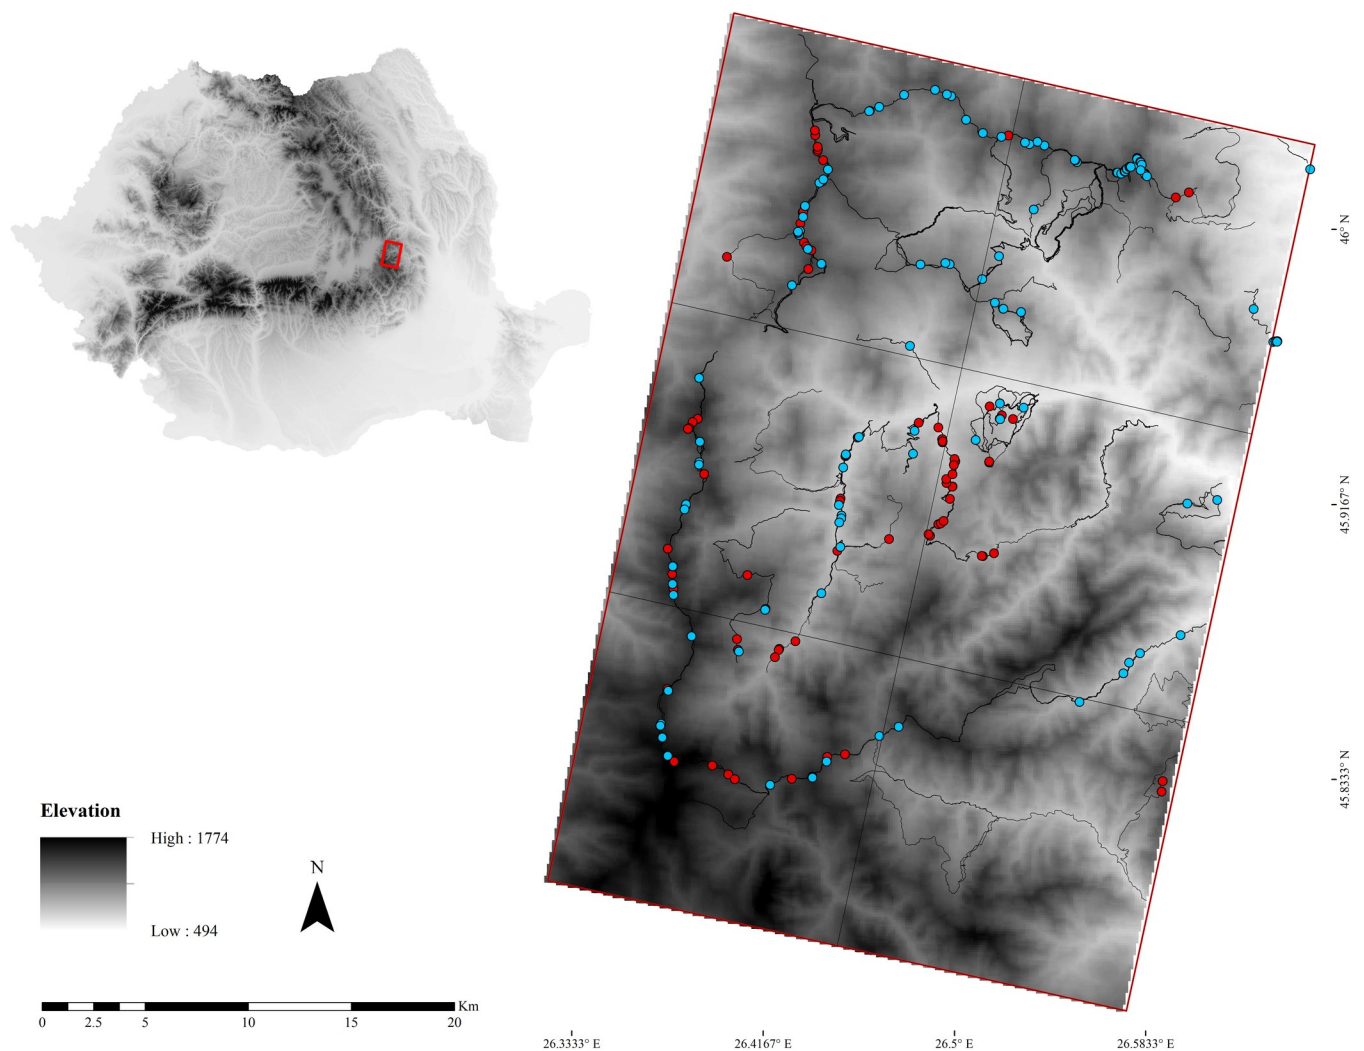 46° N
45.9167° N
45.8333° N
Elevation
High : 1774
Low : 494
N
Km
0 2.5 5 10 15 20
26.3333° E 26.4167° E 26.5° E 26.5833° E